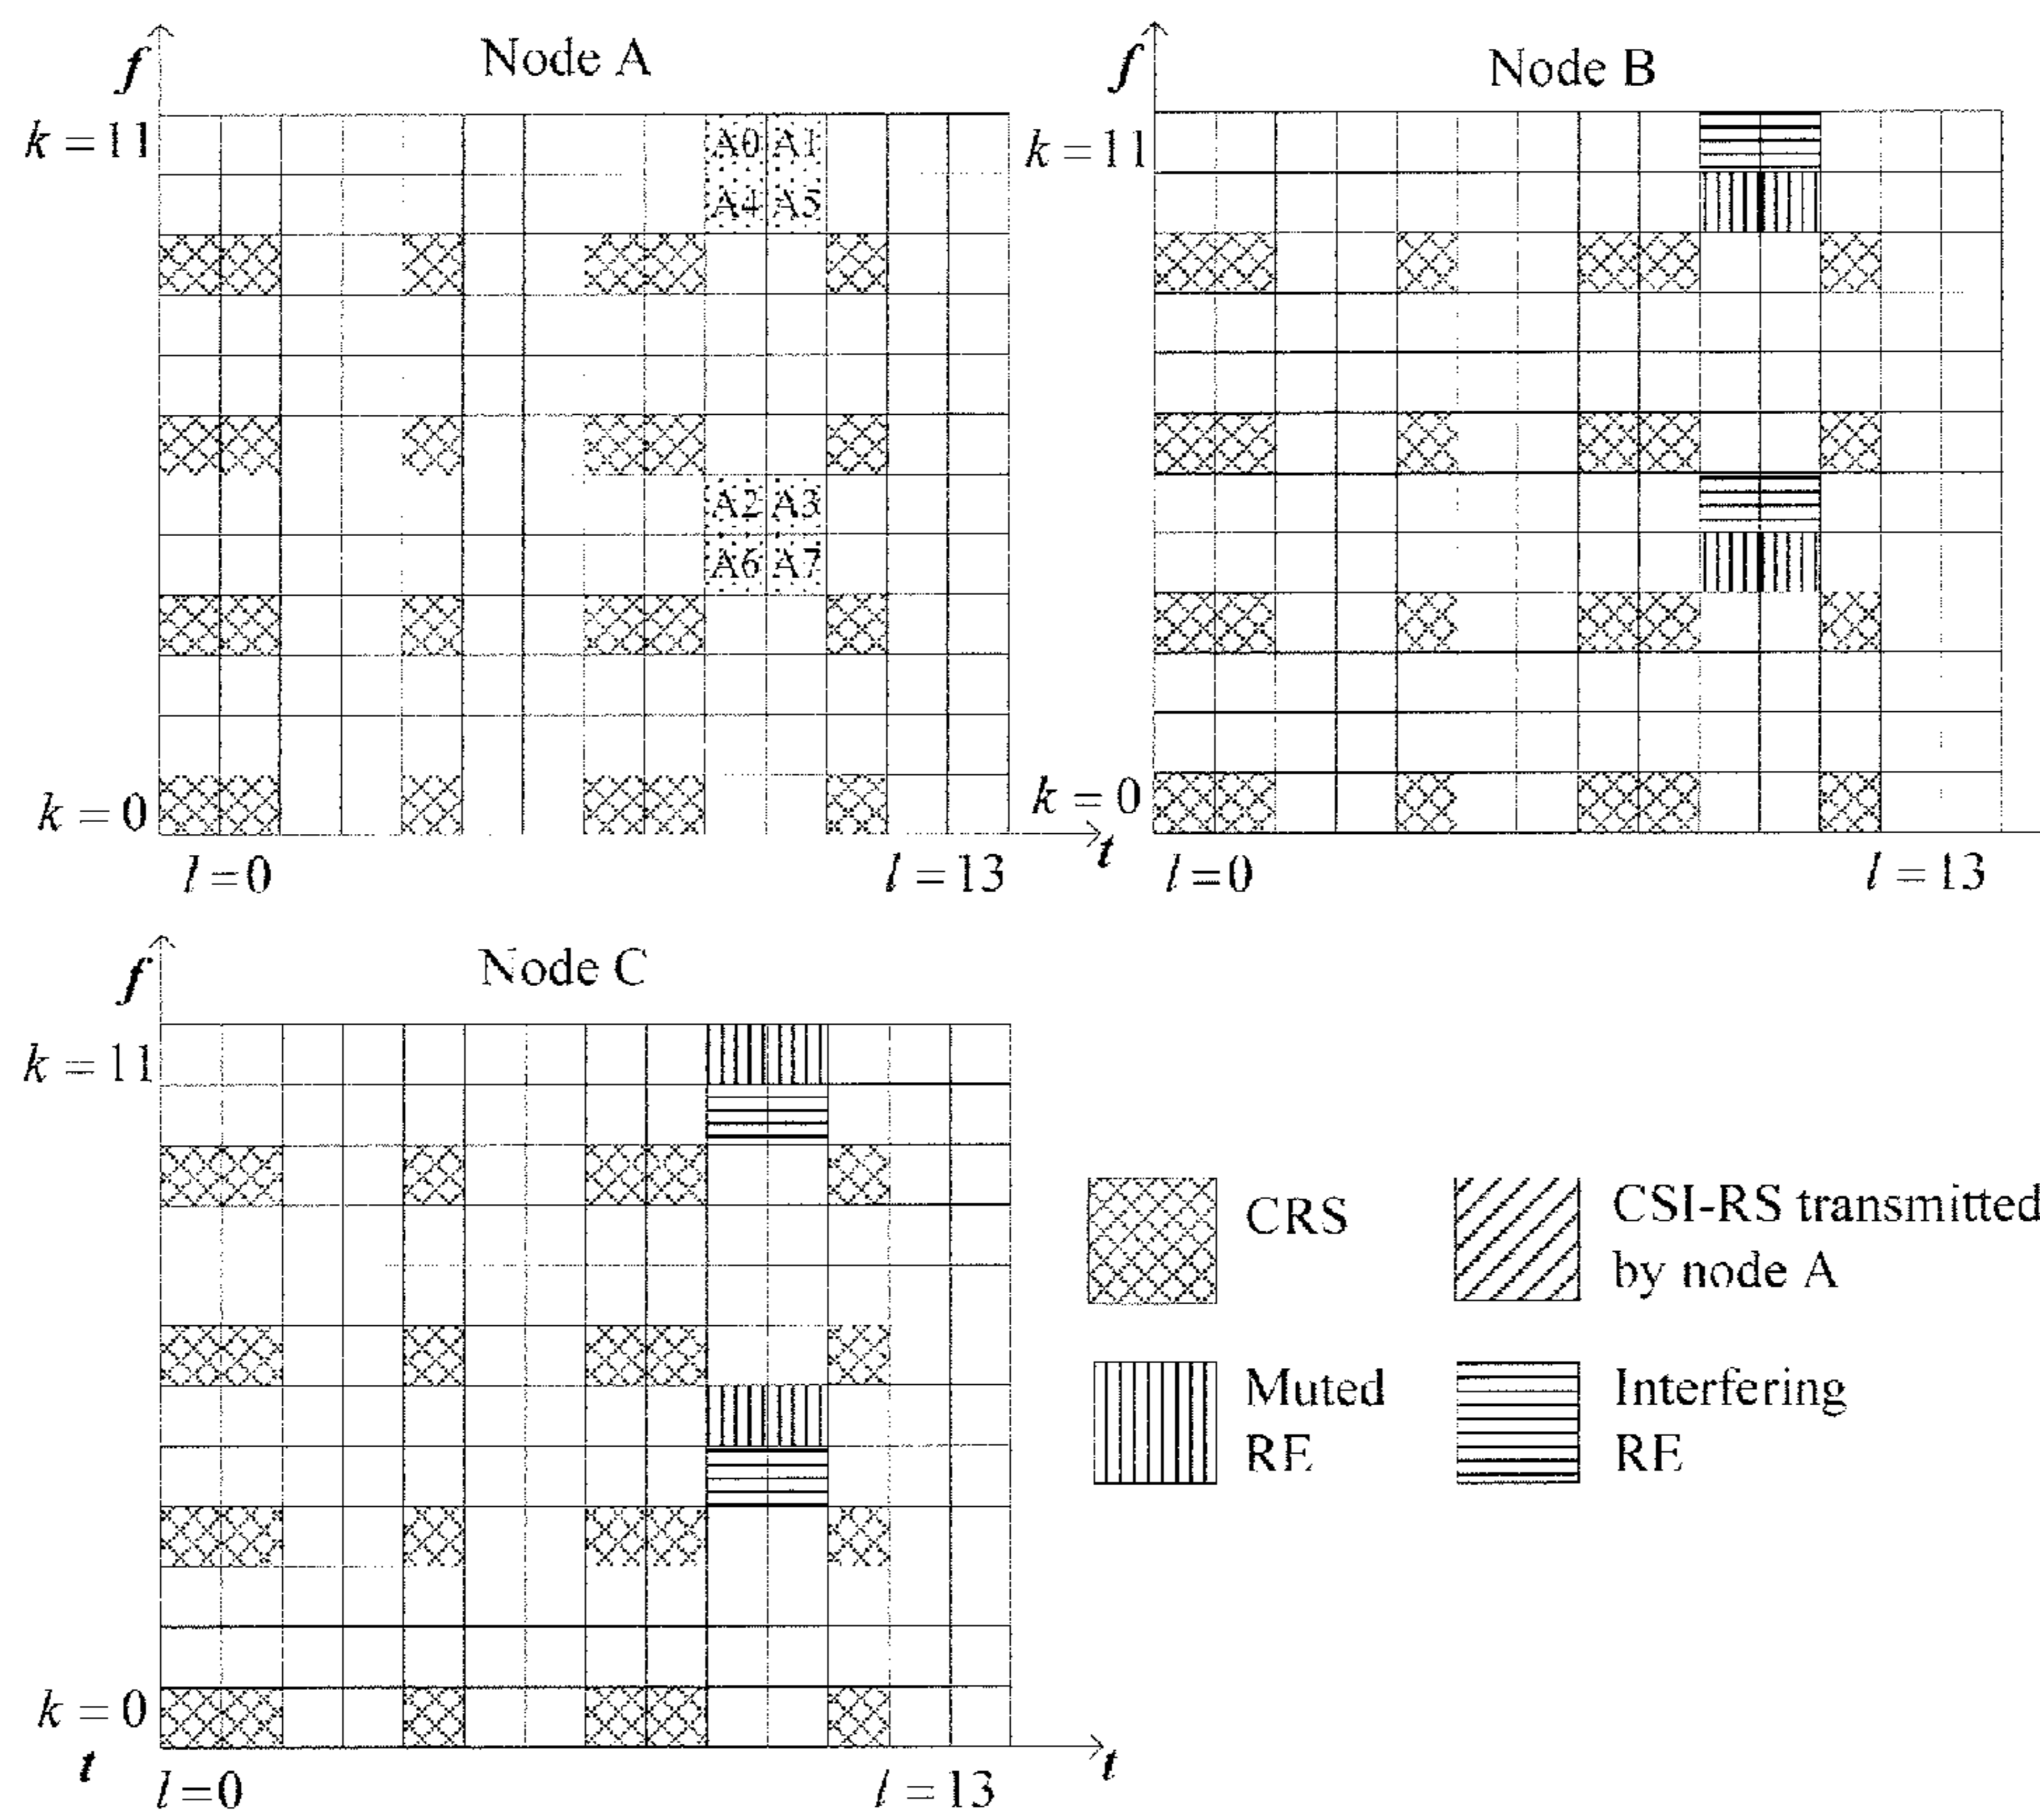 Node A
f
k = 11
A0 A1
A4 A5
A2 A3
A6 A7
k = 0
l = 0
l = 13
t
Node B
f
k = 11
k = 0
l = 0
l = 13
Node C
f
k = 11
k = 0
t
l = 0
l = 13
t
CRS
CSI-RS transmitted
by node A
Muted
RE
Interfering
RE